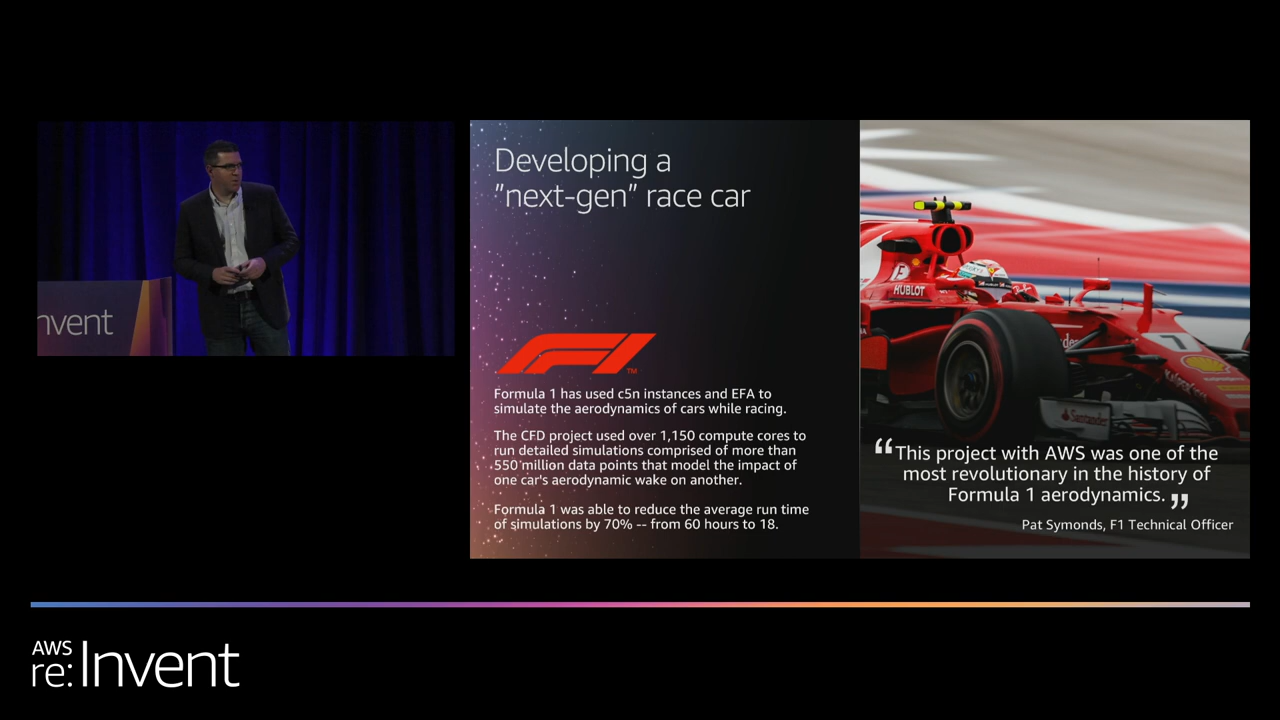 nvent
Developing a
"next-gen" race car
F1
TM
Formula 1 has used c5n instances and EFA to
simulate the aerodynamics of cars while racing.
The CFD project used over 1,150 compute cores to
run detailed simulations comprised of more than
550 million data points that model the impact of
one car's aerodynamic wake on another.
Formula 1 was able to reduce the average run time
of simulations by 70% -- from 60 hours to 18.
HUBLOT
7
Santander
“This project with AWS was one of the
most revolutionary in the history of
Formula 1 aerodynamics.”
Pat Symonds, F1 Technical Officer
AWS
re:Invent